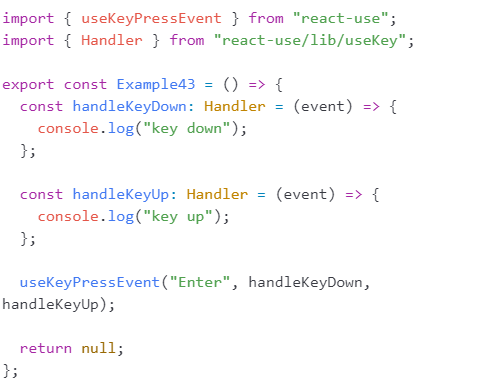 import { useKeyPressEvent } from "react-use";
import { Handler } from "react-use/lib/useKey";

export const Example43 = () => {
  const handleKeyDown: Handler = (event) => {
    console.log("key down");
  };

  const handleKeyUp: Handler = (event) => {
    console.log("key up");
  };

  useKeyPressEvent("Enter", handleKeyDown,
handleKeyUp);

  return null;
};